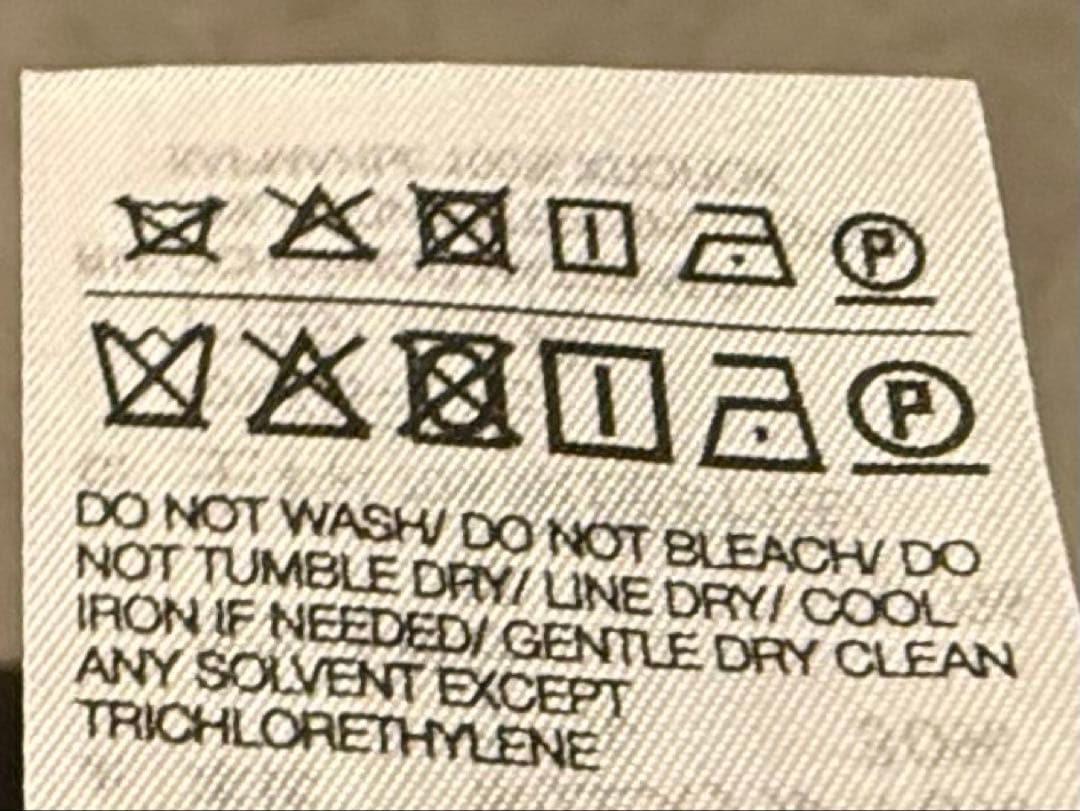 P
P
DO NOT WASH/ DO NOT BLEACH/ DO
NOT TUMBLE DRY/ LINE DRY/ COOL
IRON IF NEEDED/ GENTLE DRY CLEAN
ANY SOLVENT EXCEPT
TRICHLORETHYLENE